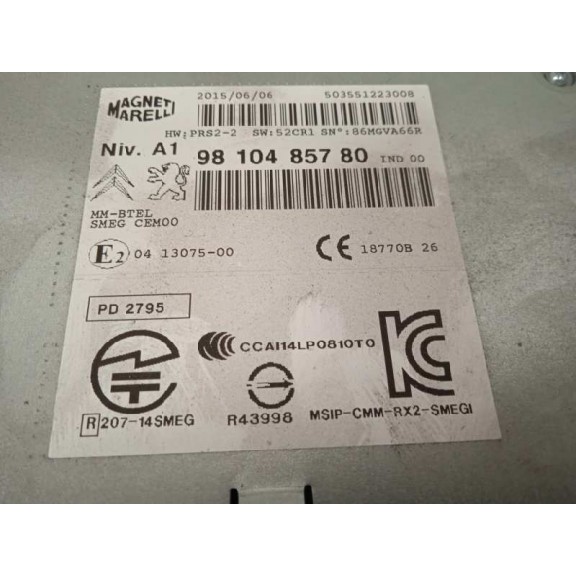 MAGNETI MARELLI
2015/06/06 503551223008
HW:PRS2-2 SW:52CR1 SN°:86MGVA66R
Niv. A1 98 104 857 80 IND 00
MM-BTEL
SMEG CEM00
E2 04 13075-00 CE 18770B 26
PD 2795
CCAI14LP0810T0
R 207-14SMEG R43998 MSIP-CMM-RX2-SMEGI